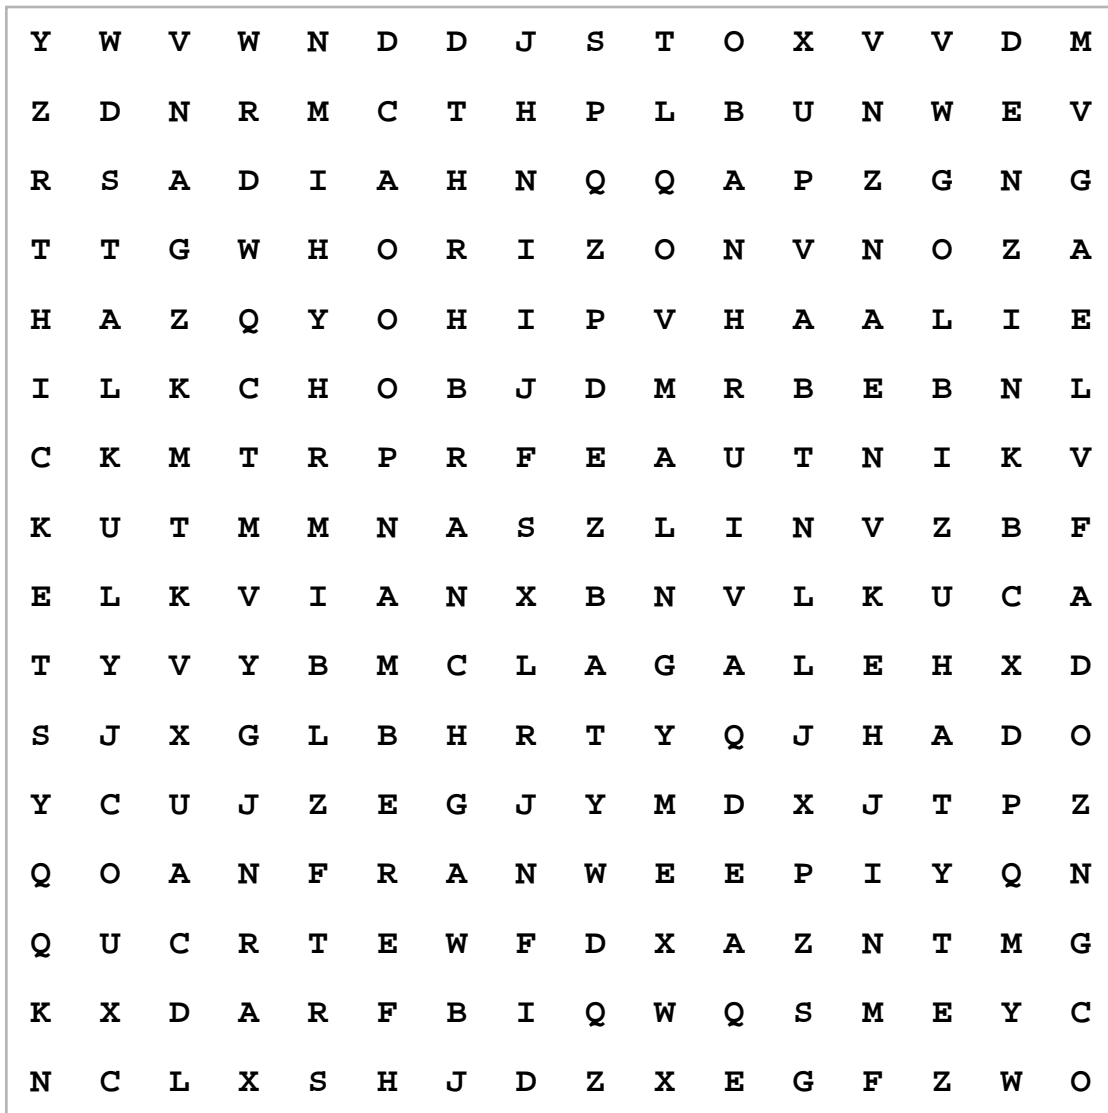 Y W V W N D D J S T O X V V D M
Z D N R M C T H P L B U N W E V
R S A D I A H N Q Q A P Z G N G
T T G W H O R I Z O N V N O Z A
H A Z Q Y O H I P V H A A L I E
I L K C H O B J D M R B E B N L
C K M T R P R F E A U T N I K V
K U T M M N A S Z L I N V Z B F
E L K V I A N X B N V L K U C A
T Y V Y B M C L A G A L E H X D
S J X G L B H R T Y Q J H A D O
Y C U J Z E G J Y M D X J T P Z
Q O A N F R A N W E E P I Y Q N
Q U C R T E W F D X A Z N T M G
K X D A R F B I Q W Q S M E Y C
N C L X S H J D Z X E G F Z W O